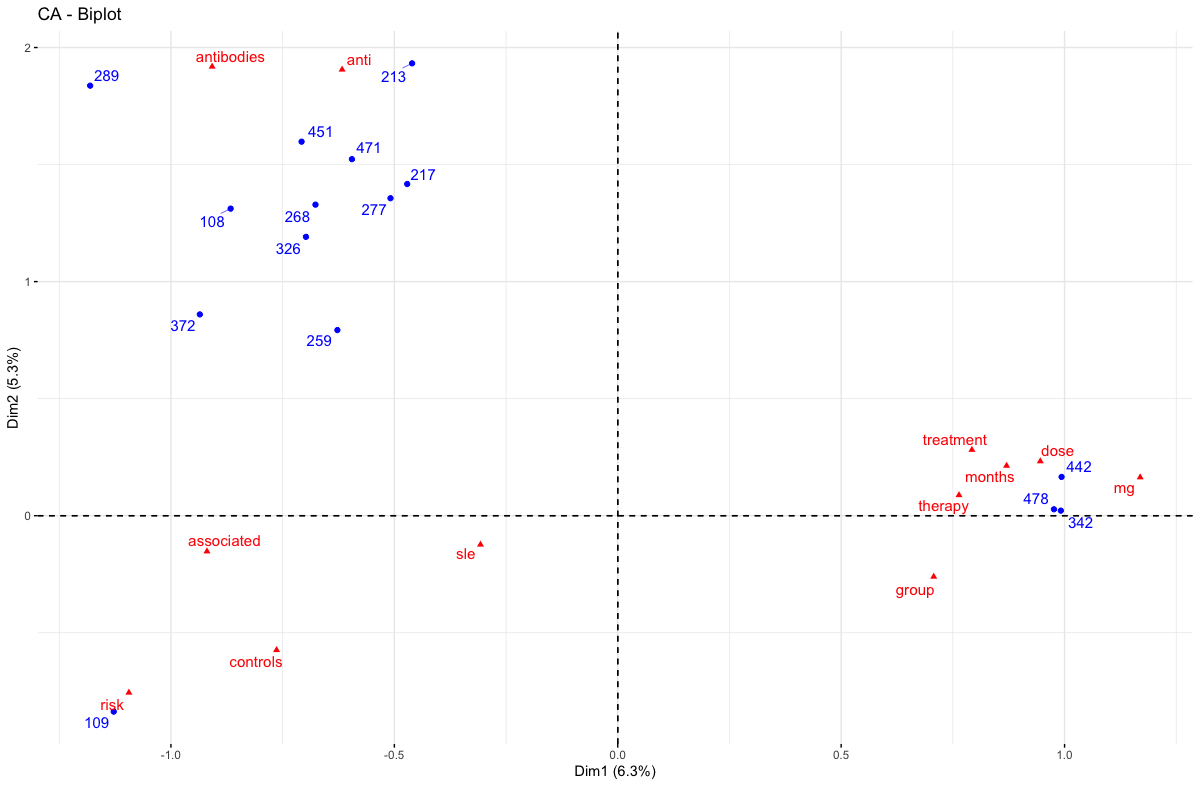 CA - Biplot
2
antibodies
anti
289
213
451
471
217
108
268
277
326
1
372
259
Dim2 (5.3%)
treatment
dose
months
442
mg
478
therapy
0
342
associated
sle
group
controls
risk
109
-1.0
-0.5
0.0
0.5
1.0
Dim1 (6.3%)